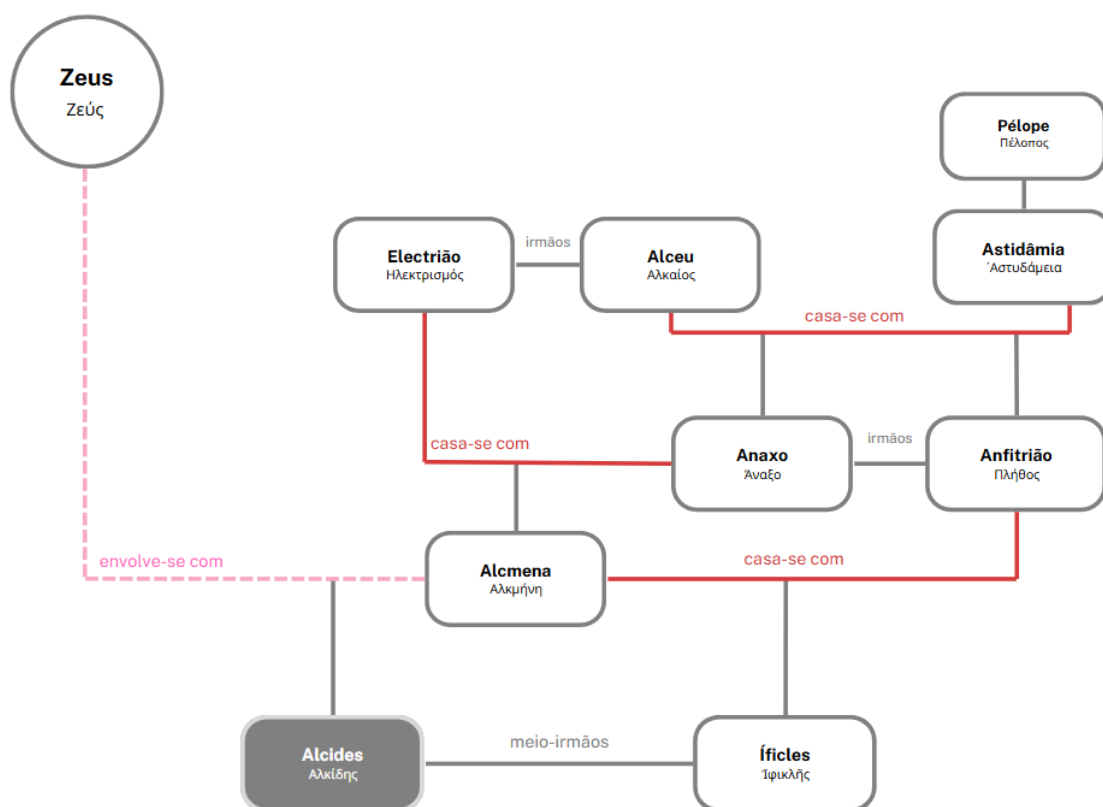 Zeus
Ζεύς
Pélope
Πέλοπος
Electrião
Ηλεκτρισμός
irmãos
Alceu
Αλκαίος
Astidâmia
Ἀστυδάμεια
casa-se com
casa-se com
Anaxo
Άναξο
irmãos
Anfitrião
Πλήθος
envolve-se com
Alcmena
Αλκμήνη
casa-se com
Alcides
Αλκίδης
meio-irmãos
Íficles
Ἰφικλῆς